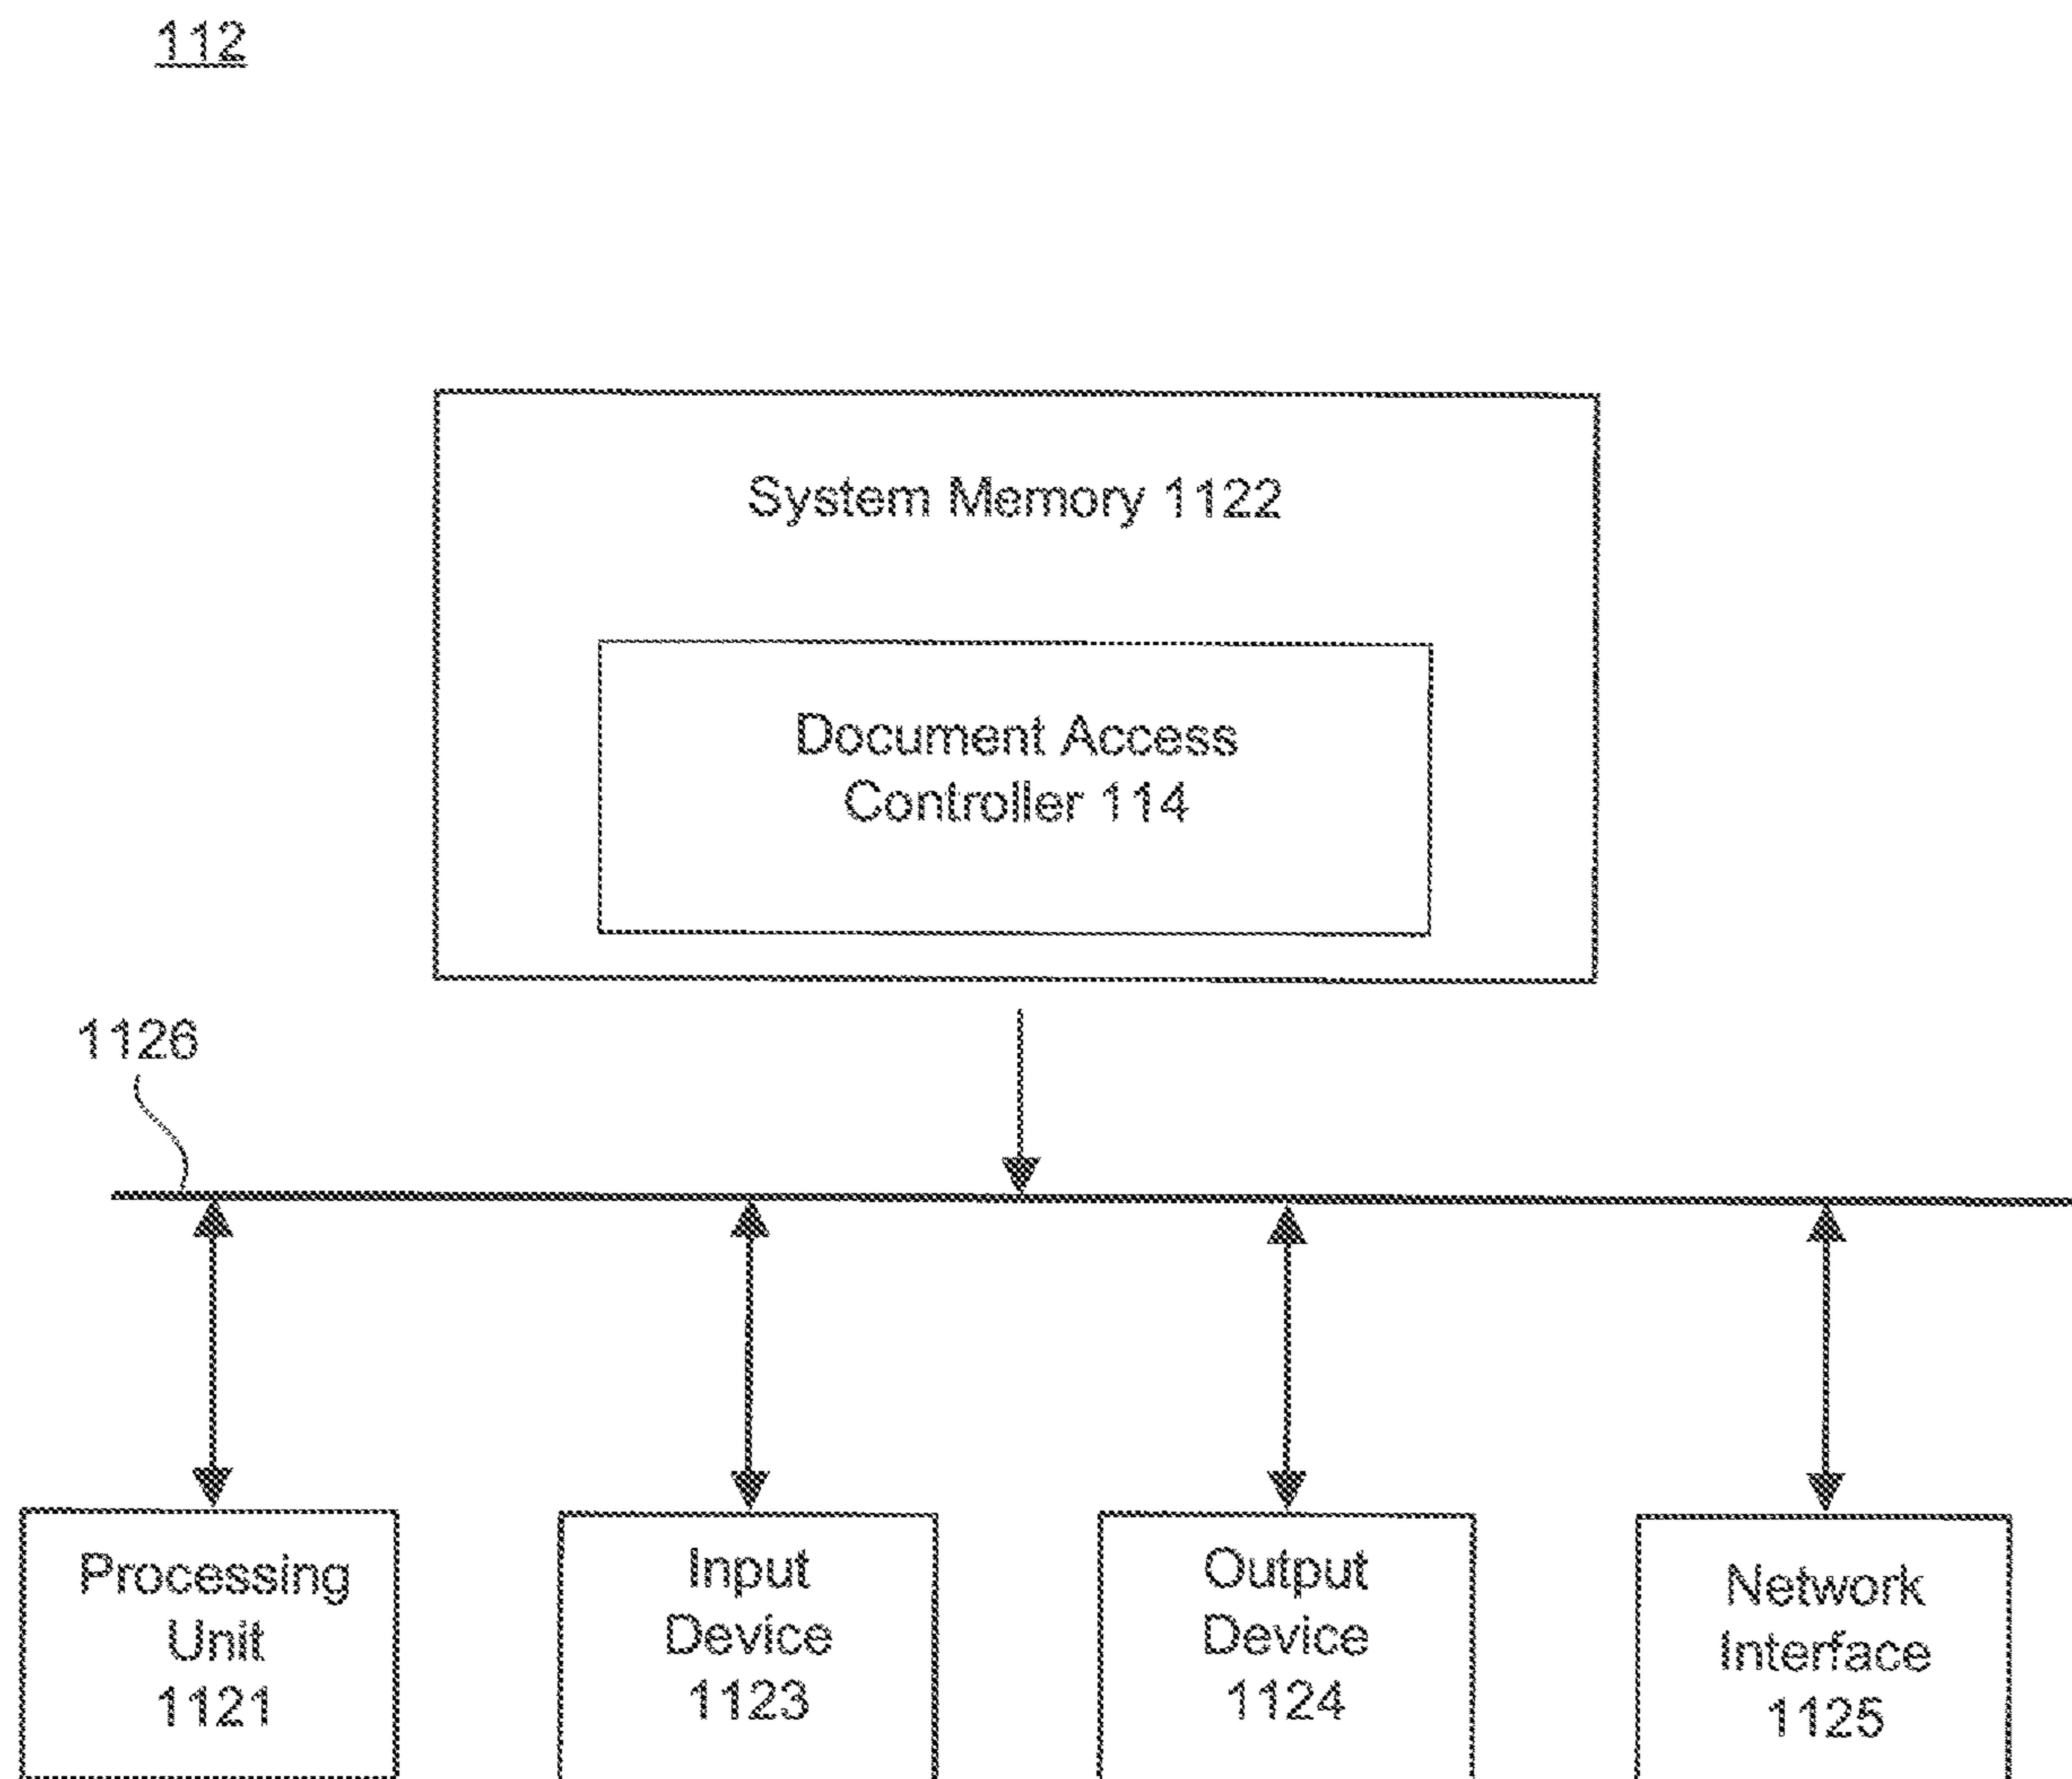 112
System Memory 1122
Document Access
Controller 114
1126
Processing
Unit
1121
Input
Device
1123
Output
Device
1124
Network
Interface
1125